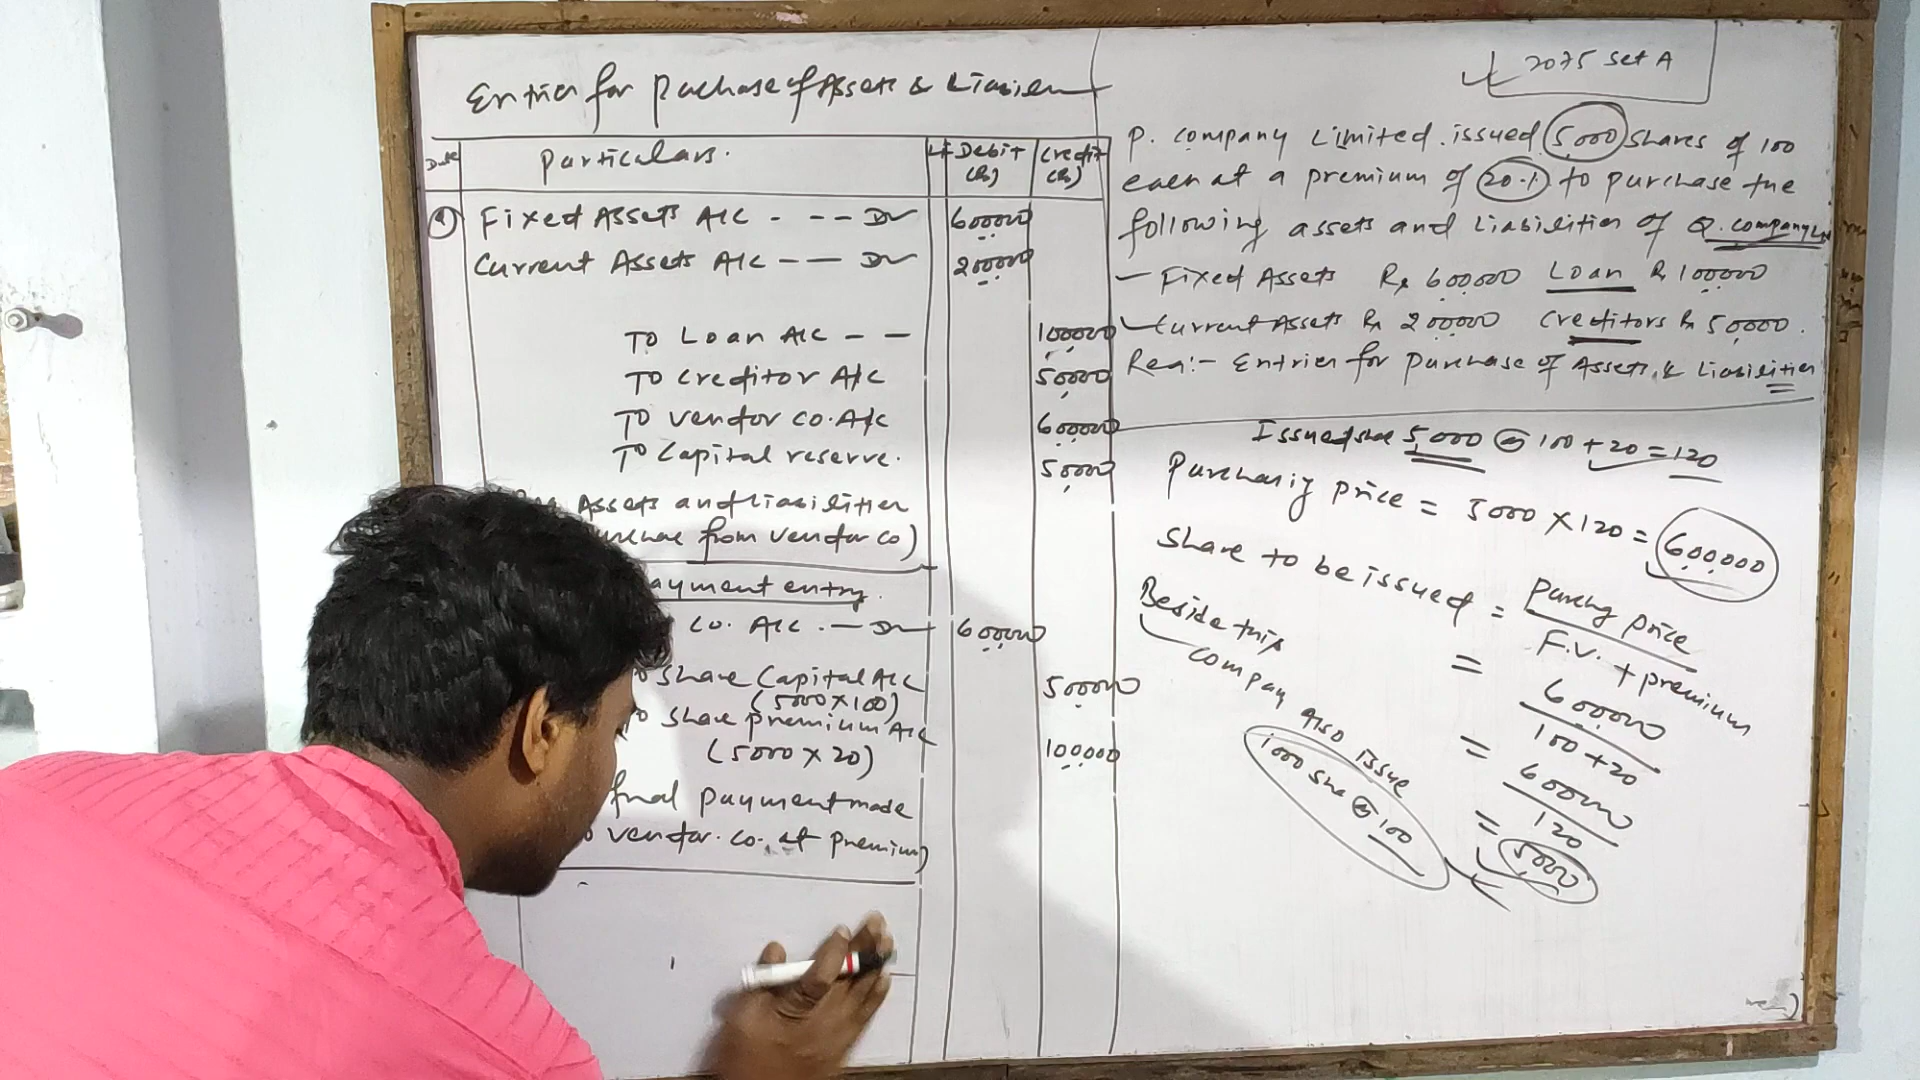 Entries for Purchase of Assets & Liabilities
Date Particulars. L.F Debit (Rs) Credit (Rs)
Fixed Assets A/C - -- Dr 600000
Current Assets A/C -- Dr 200000
To Loan A/C -- 100000
To Creditor A/C 50000
To Vendor Co. A/C 600000
To Capital reserve. 50000
Assets and Liabilities
from Vendor Co)
ayment entry.
Co. A/C. - Dr 600000
o Share Capital A/C 500000
(5000 x 100)
o Share premium A/C
(5000 x 20) 100000
final payment made
o vendor. co. at premium)
2075 Set A
P. Company Limited. issued 5,000 Shares of 100
each at a premium of 20% to purchase the
following assets and Liabilities of Q. company Ltd
- Fixed Assets Rs 600000 Loan Rs 100000
- Current Assets Rs 200000 Creditors Rs 50000.
Req:- Entries for Purchase of Assets & Liabilities
Issued share 5,000 @ 100 + 20 = 120
Purchasing price = 5000 x 120 = 600000
Share to be issued = Purchg price
F.V. + premium
= 600000
100 + 20
= 600000
120
= 5000
Beside this
Company Also Issue
1000 share @ 100